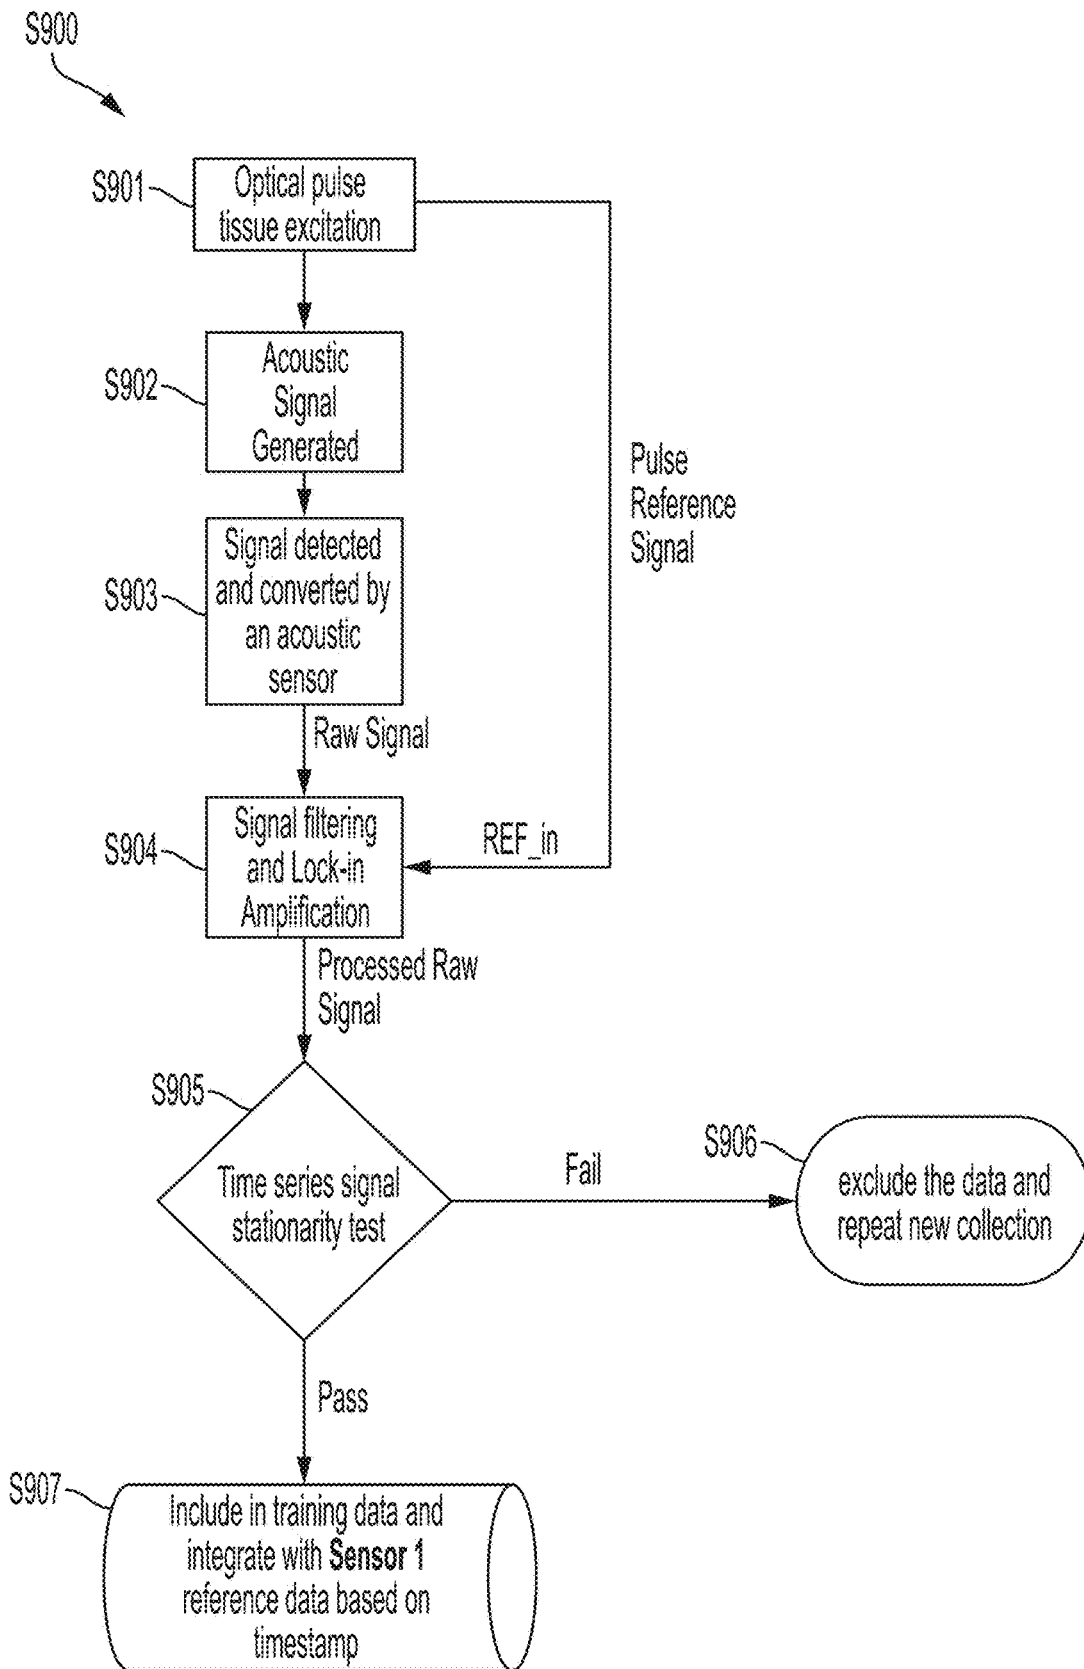 S900
S901
Optical pulse
tissue excitation
S902
Acoustic
Signal
Generated
Pulse
Reference
Signal
S903
Signal detected
and converted by
an acoustic
sensor
Raw Signal
S904
Signal filtering
and Lock-in
Amplification
REF_in
Processed Raw
Signal
S905
Time series signal
stationarity test
Fail
S906
exclude the data and
repeat new collection
Pass
S907
Include in training data and
integrate with Sensor 1
reference data based on
timestamp